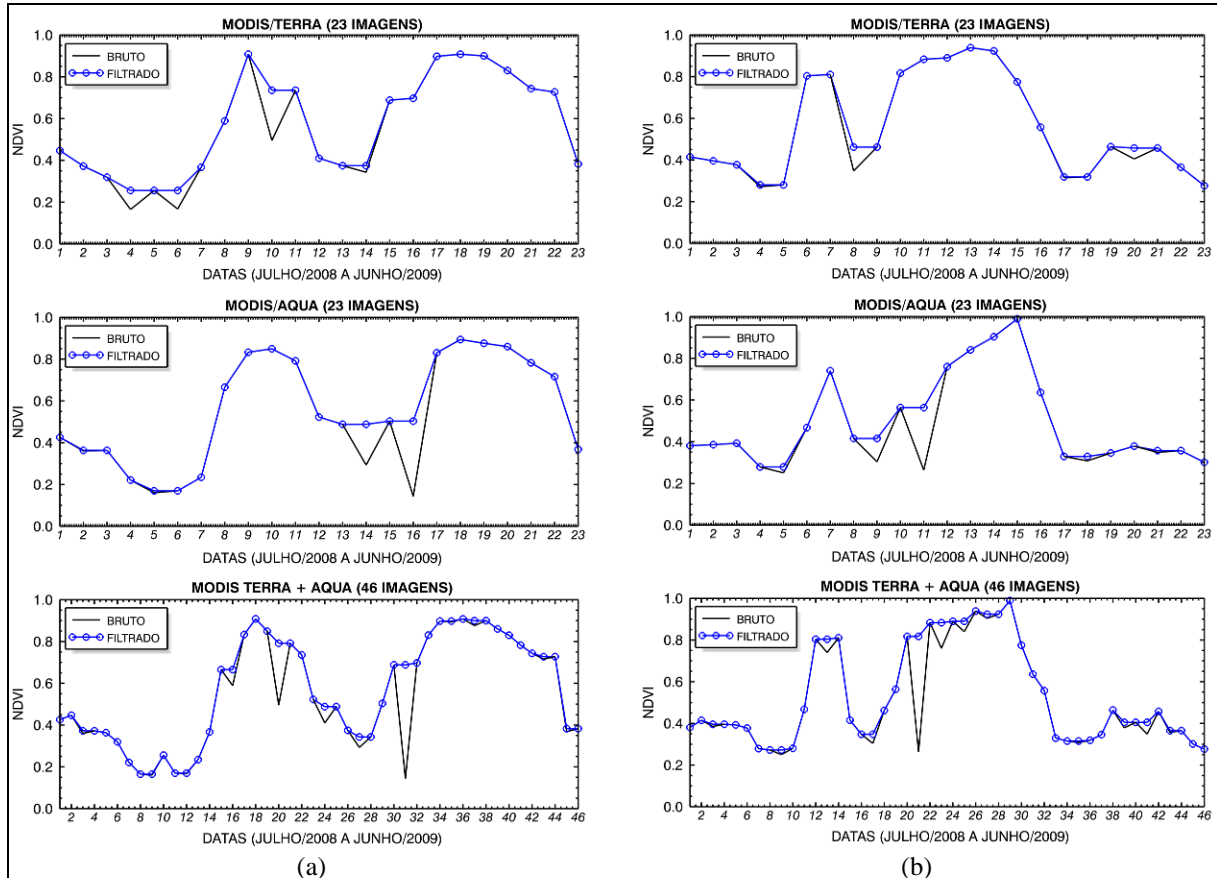 MODIS/TERRA (23 IMAGENS)
BRUTO
FILTRADO
NDVI
1.0
0.8
0.6
0.4
0.2
0.0
1 2 3 4 5 6 7 8 9 10 11 12 13 14 15 16 17 18 19 20 21 22 23
DATAS (JULHO/2008 A JUNHO/2009)
MODIS/AQUA (23 IMAGENS)
BRUTO
FILTRADO
NDVI
1.0
0.8
0.6
0.4
0.2
0.0
1 2 3 4 5 6 7 8 9 10 11 12 13 14 15 16 17 18 19 20 21 22 23
DATAS (JULHO/2008 A JUNHO/2009)
MODIS TERRA + AQUA (46 IMAGENS)
BRUTO
FILTRADO
NDVI
1.0
0.8
0.6
0.4
0.2
0.0
2 4 6 8 10 12 14 16 18 20 22 24 26 28 30 32 34 36 38 40 42 44 46
DATAS (JULHO/2008 A JUNHO/2009)
(a)
MODIS/TERRA (23 IMAGENS)
BRUTO
FILTRADO
NDVI
1.0
0.8
0.6
0.4
0.2
0.0
1 2 3 4 5 6 7 8 9 10 11 12 13 14 15 16 17 18 19 20 21 22 23
DATAS (JULHO/2008 A JUNHO/2009)
MODIS/AQUA (23 IMAGENS)
BRUTO
FILTRADO
NDVI
1.0
0.8
0.6
0.4
0.2
0.0
1 2 3 4 5 6 7 8 9 10 11 12 13 14 15 16 17 18 19 20 21 22 23
DATAS (JULHO/2008 A JUNHO/2009)
MODIS TERRA + AQUA (46 IMAGENS)
BRUTO
FILTRADO
NDVI
1.0
0.8
0.6
0.4
0.2
0.0
2 4 6 8 10 12 14 16 18 20 22 24 26 28 30 32 34 36 38 40 42 44 46
DATAS (JULHO/2008 A JUNHO/2009)
(b)